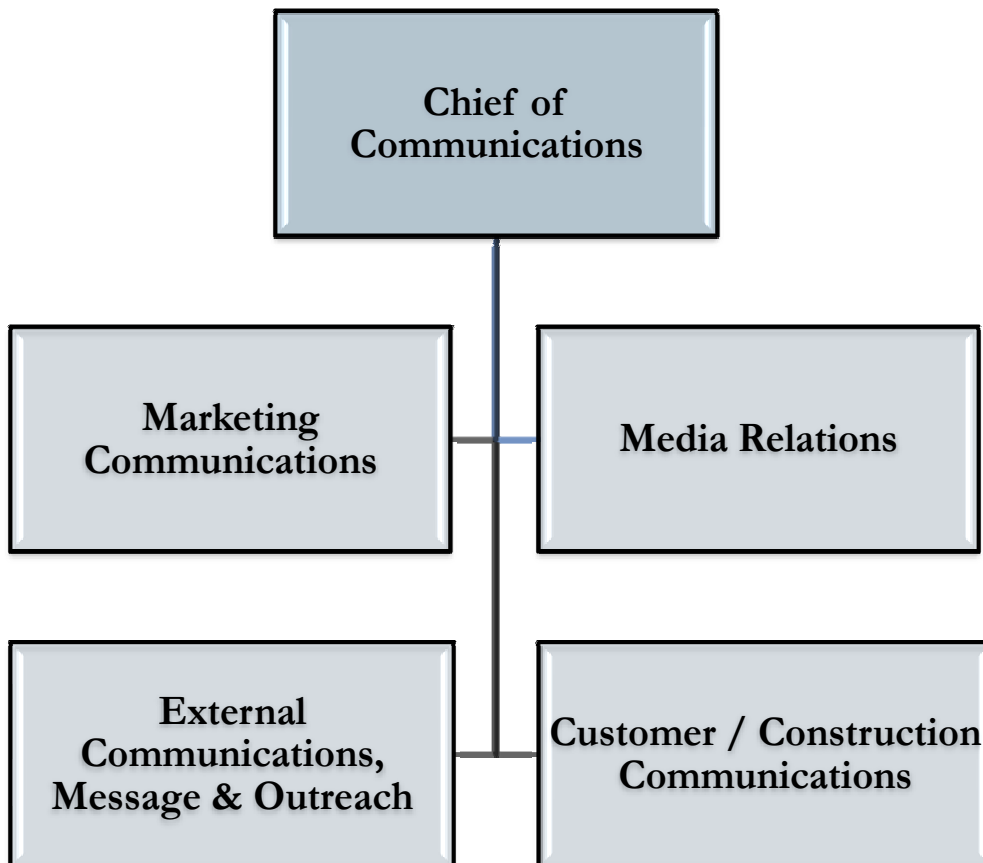 Chief of
Communications
Marketing
Communications
Media Relations
External
Communications,
Message & Outreach
Customer / Construction
Communications